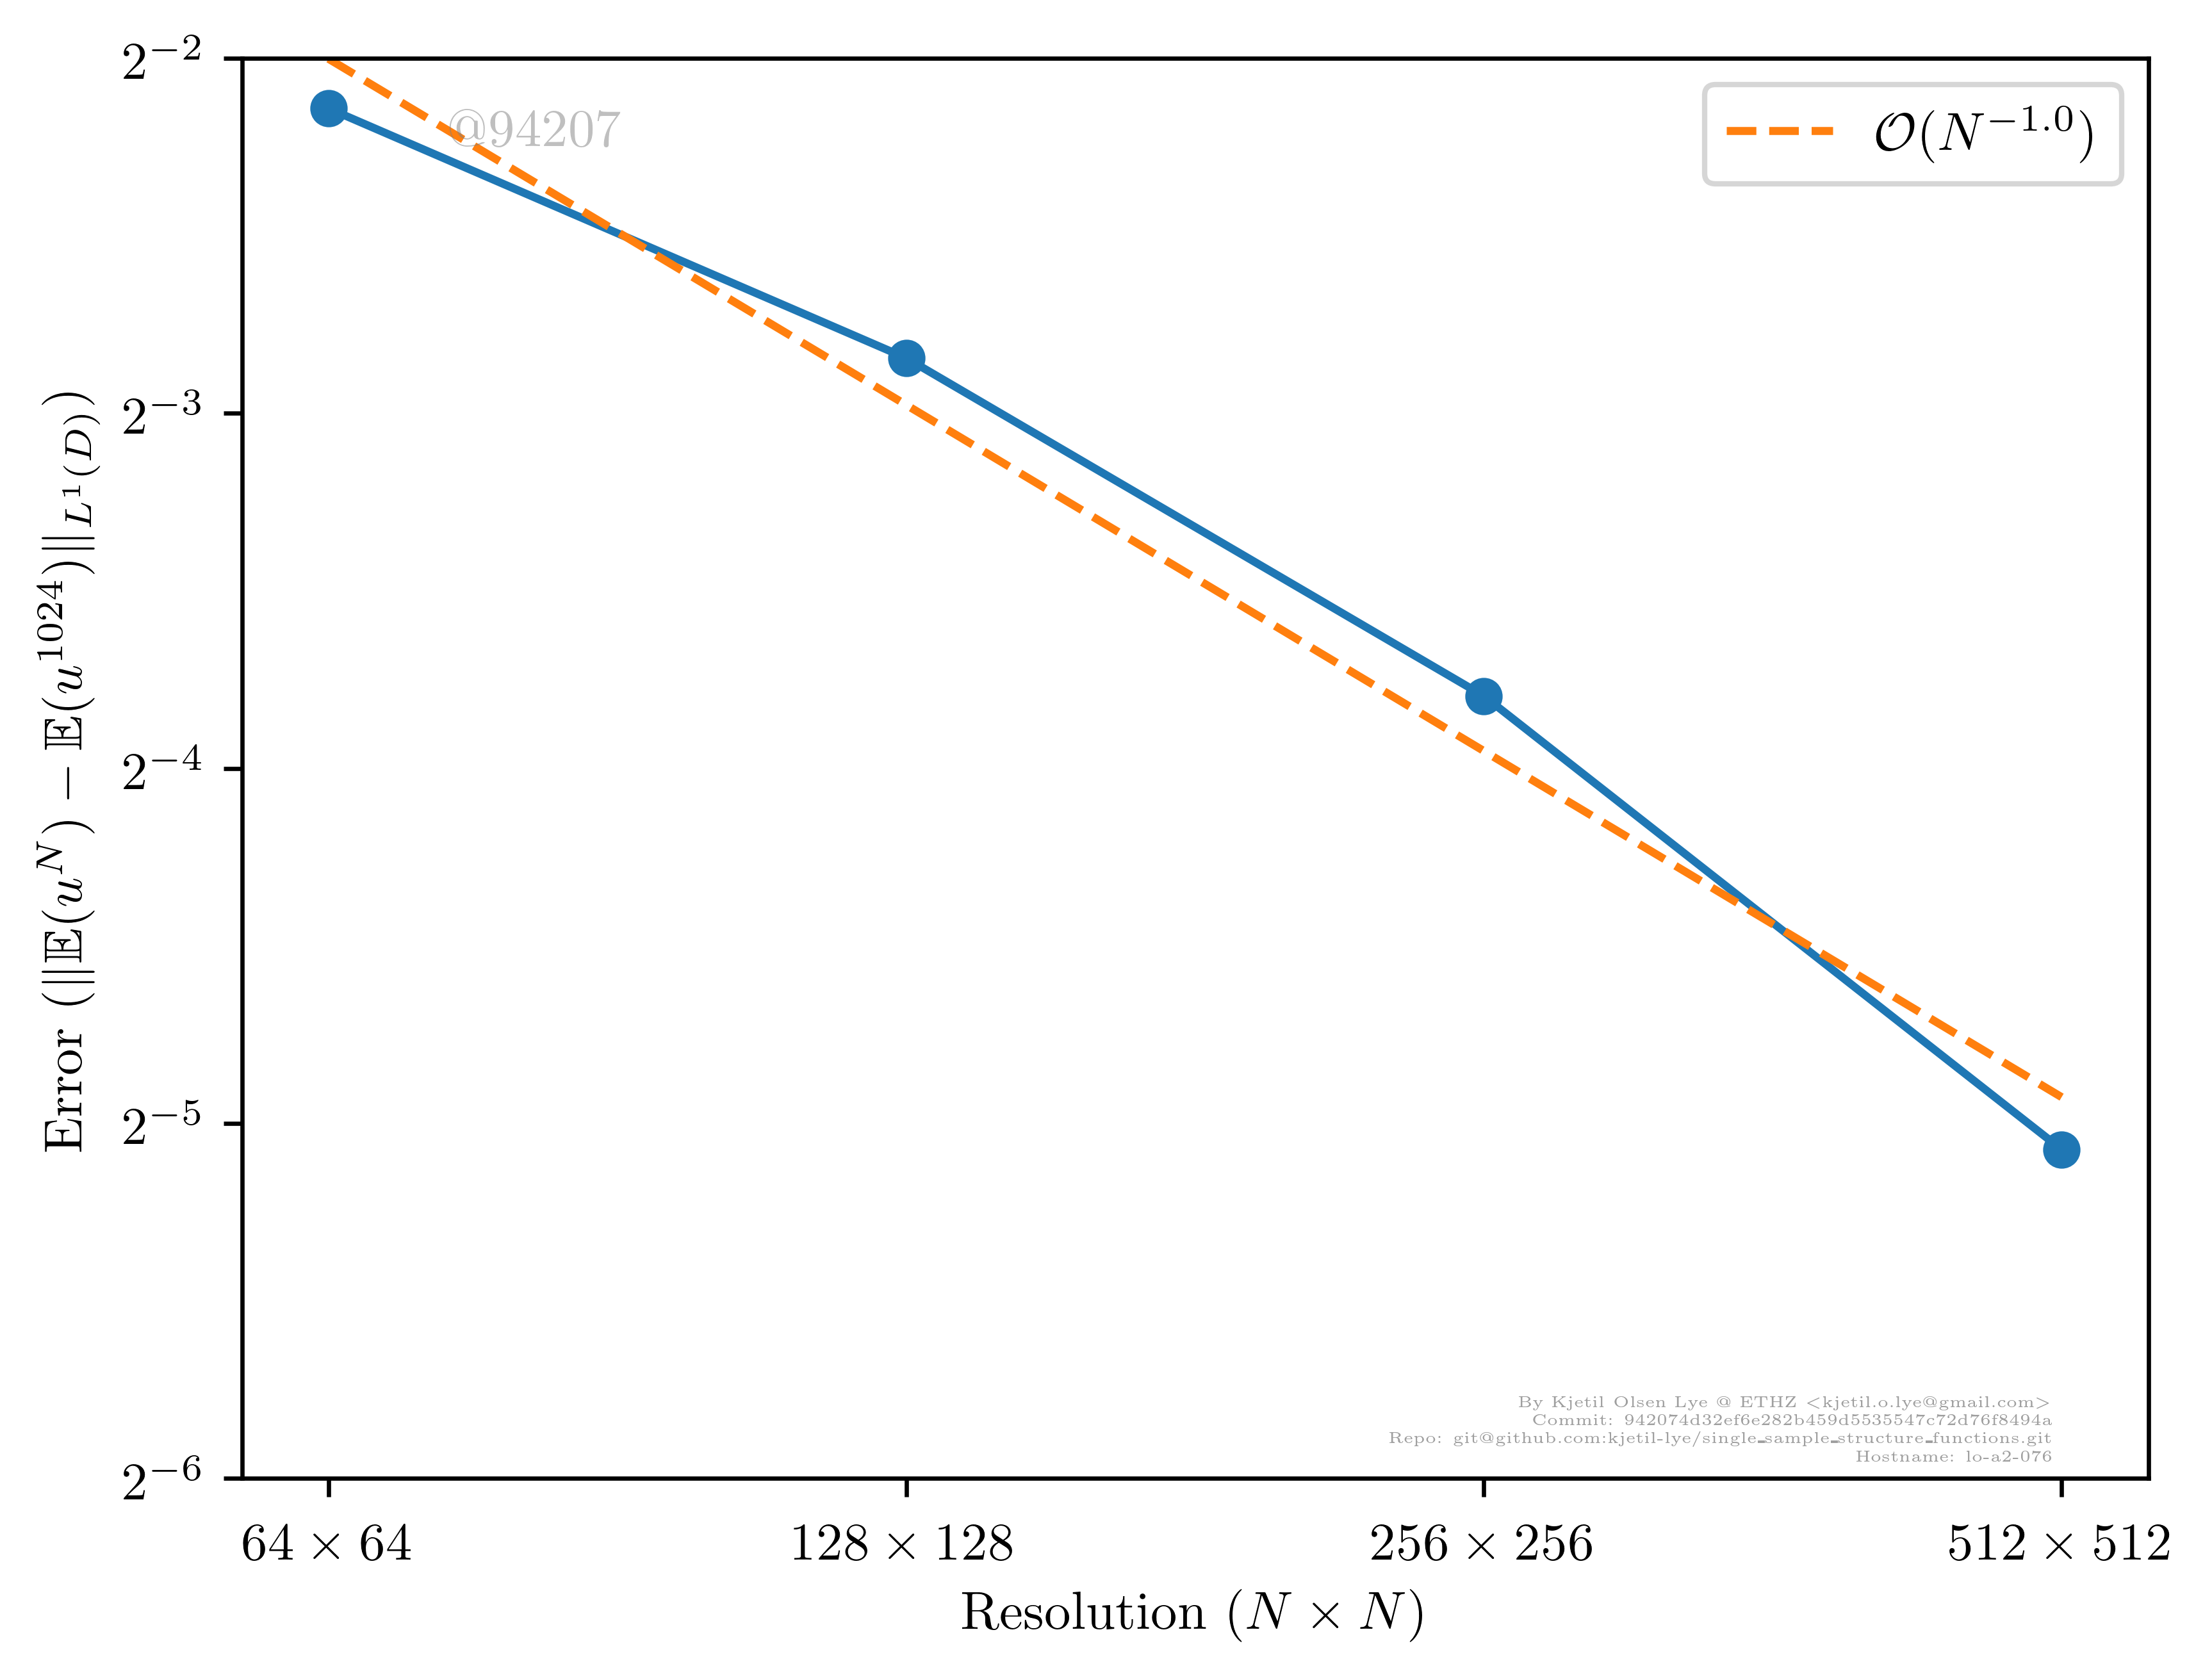 2^{-2}
@94207
O(N^{-1.0})
2^{-3}
2^{-4}
2^{-5}
2^{-6}
Error (||𝔼(u^N) − 𝔼(u^{1024})||_{L^1(D)})
By Kjetil Olsen Lye @ ETHZ <kjetil.o.lye@gmail.com>
Commit: 942074d32ef6e282b459d5535547c72d76f8494a
Repo: git@github.com:kjetil-lye/single_sample_structure_functions.git
Hostname: lo-a2-076
64 × 64 128 × 128 256 × 256 512 × 512
Resolution (N × N)